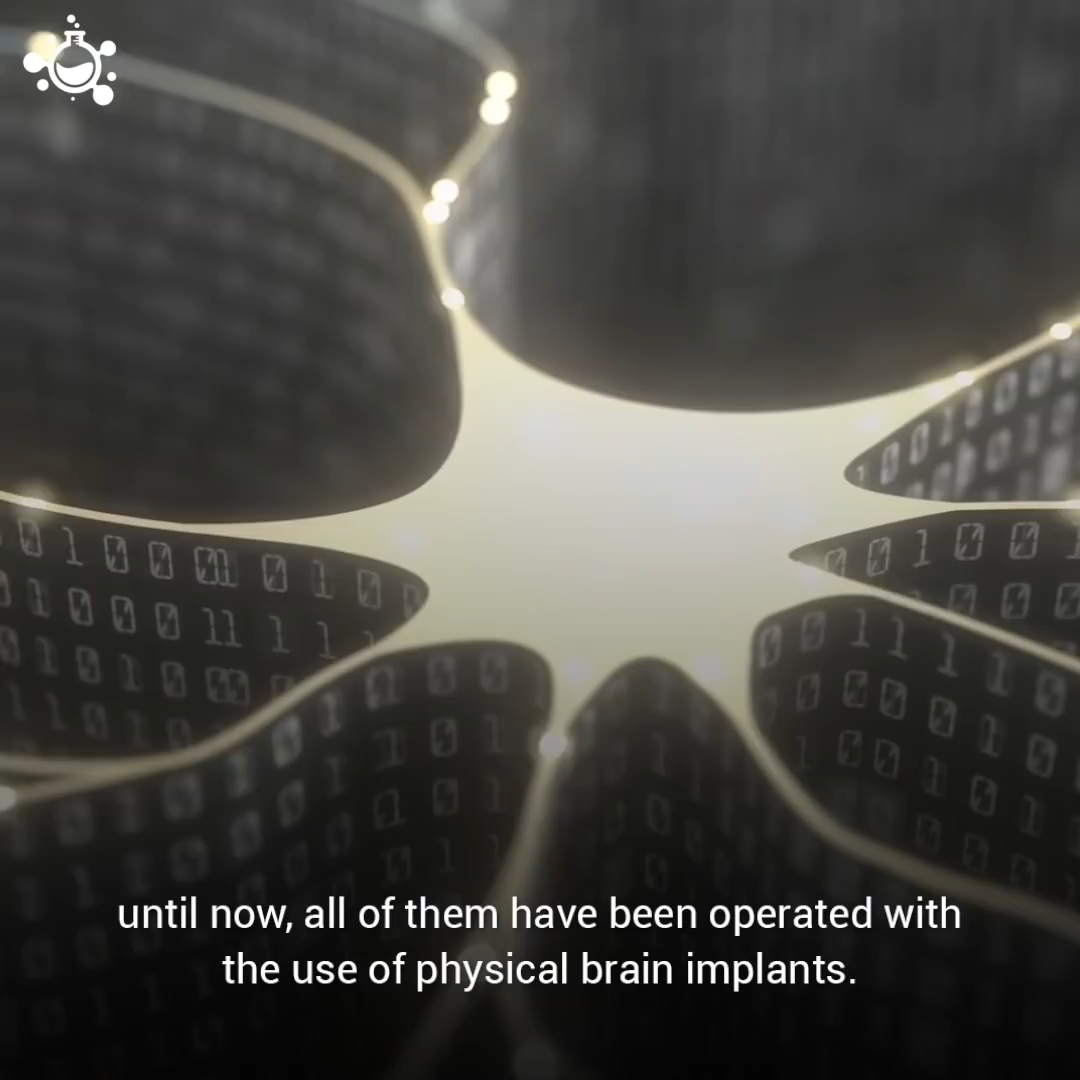 until now, all of them have been operated with
the use of physical brain implants.